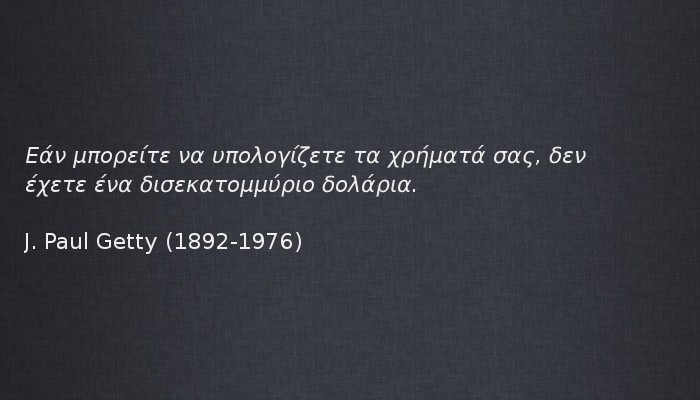 Εάν μπορείτε να υπολογίζετε τα χρήματά σας, δεν
έχετε ένα δισεκατομμύριο δολάρια.
J. Paul Getty (1892-1976)